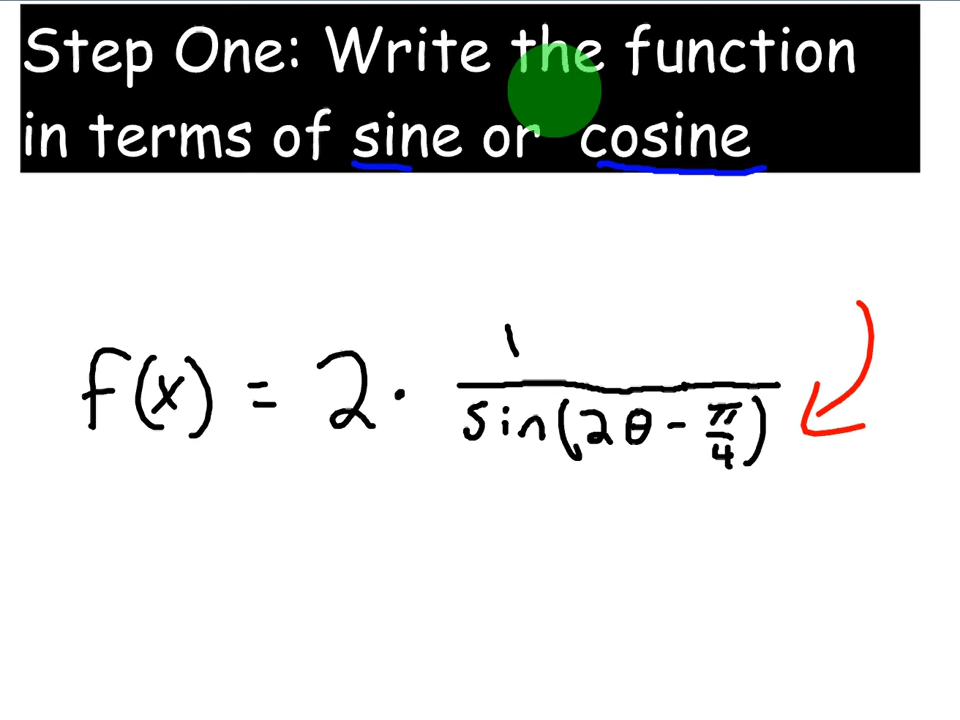 Step One: Write the function
in terms of sine or cosine
f(x) = 2 · 1 / sin(2θ - π/4)